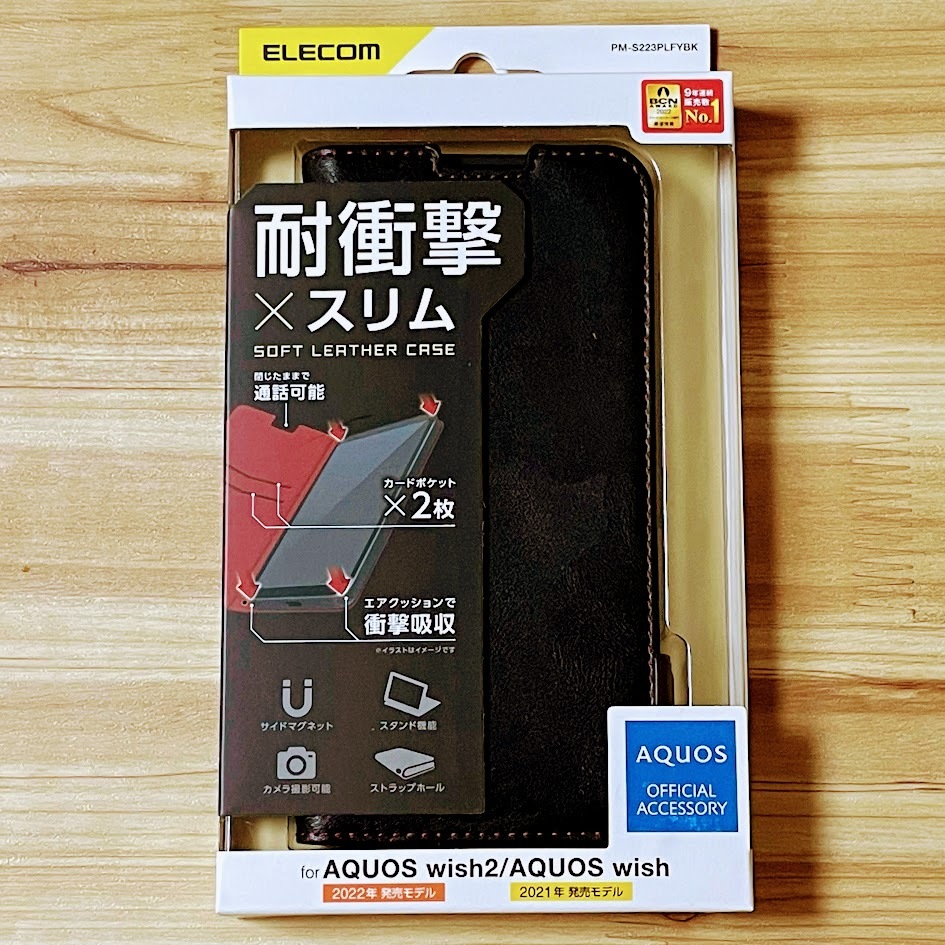 ELECOM
PM-S223PLFYBK
BCN
AWARD
2022
9年連続
販売数
No.1
耐衝撃
×スリム
SOFT LEATHER CASE
閉じたままで
通話可能
カードポケット
×2枚
エアクッションで
衝撃吸収
※イラストはイメージです
サイドマグネット
スタンド機能
カメラ撮影可能
ストラップホール
AQUOS
OFFICIAL
ACCESSORY
for AQUOS wish2/AQUOS wish
2022年 発売モデル
2021年 発売モデル